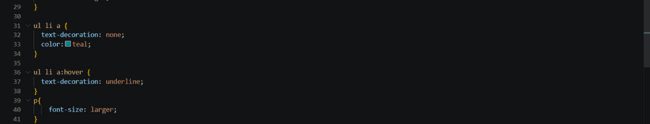 29 }
30
31 ul li a {
32 text-decoration: none;
33 color: teal;
34 }
35
36 ul li a:hover {
37 text-decoration: underline;
38 }
39 p{
40 font-size: larger;
41 }